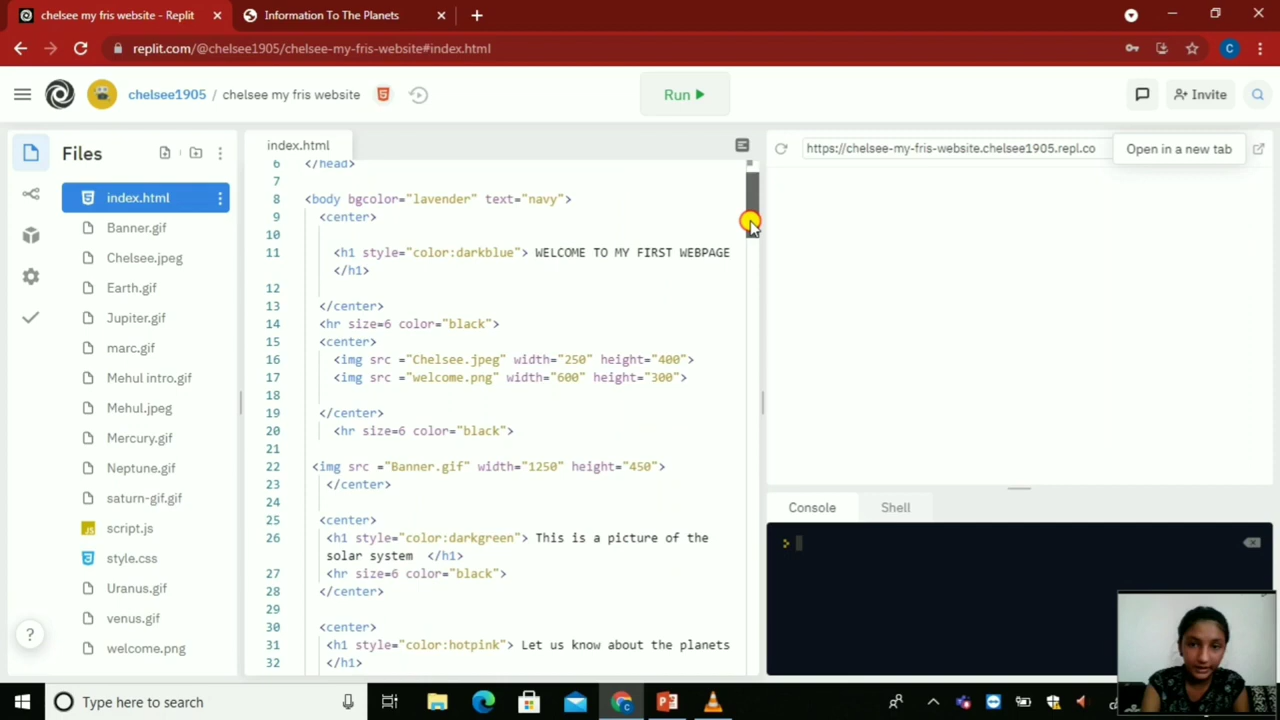 chelsee my fris website - Replit
Information To The Planets
replit.com/@chelsee1905/chelsee-my-fris-website#index.html
C
chelsee1905 / chelsee my fris website
Run
Invite
Files
index.html
Banner.gif
Chelsee.jpeg
Earth.gif
Jupiter.gif
marc.gif
Mehul intro.gif
Mehul.jpeg
Mercury.gif
Neptune.gif
saturn-gif.gif
script.js
style.css
Uranus.gif
venus.gif
welcome.png
?
index.html
6 </head>
7
8 <body bgcolor="lavender" text="navy">
9 <center>
10
11 <h1 style="color:darkblue"> WELCOME TO MY FIRST WEBPAGE
</h1>
12
13 </center>
14 <hr size=6 color="black">
15 <center>
16 <img src ="Chelsee.jpeg" width="250" height="400">
17 <img src ="welcome.png" width="600" height="300">
18
19 </center>
20 <hr size=6 color="black">
21
22 <img src ="Banner.gif" width="1250" height="450">
23 </center>
24
25 <center>
26 <h1 style="color:darkgreen"> This is a picture of the
solar system </h1>
27 <hr size=6 color="black">
28 </center>
29
30 <center>
31 <h1 style="color:hotpink"> Let us know about the planets
32 </h1>
https://chelsee-my-fris-website.chelsee1905.repl.co
Open in a new tab
Console
Shell
>
Type here to search